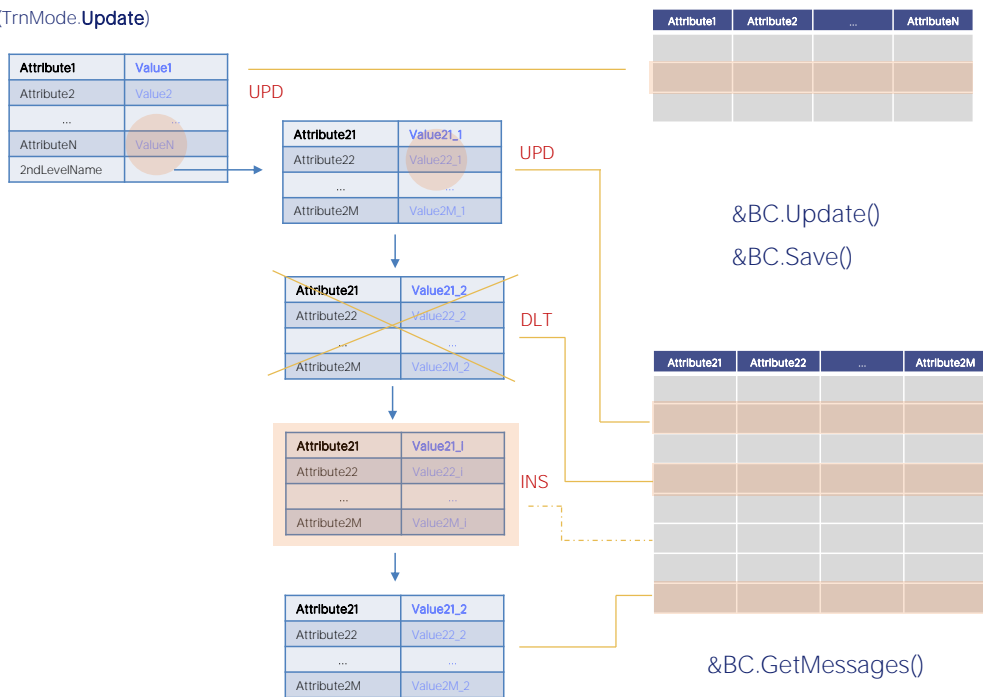 (TrnMode.Update)
Attribute1 Value1
Attribute2 Value2
... ...
AttributeN ValueN
2ndLevelName
UPD
Attribute1 Attribute2 ... AttributeN
Attribute21 Value21_1
Attribute22 Value22_1
... ...
Attribute2M Value2M_1
UPD
&BC.Update()
&BC.Save()
Attribute21 Value21_2
Attribute22 Value22_2
... ...
Attribute2M Value2M_2
DLT
Attribute21 Attribute22 ... Attribute2M
Attribute21 Value21_I
Attribute22 Value22_i
... ...
Attribute2M Value2M_i
INS
Attribute21 Value21_2
Attribute22 Value22_2
... ...
Attribute2M Value2M_2
&BC.GetMessages()